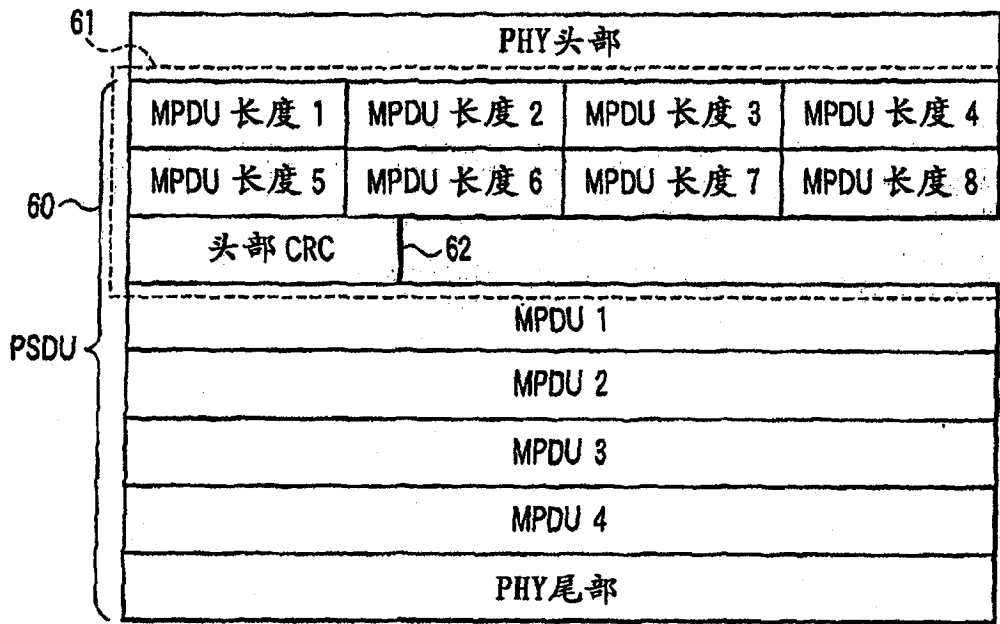 61
PHY头部
MPDU 长度 1 MPDU 长度 2 MPDU 长度 3 MPDU 长度 4
MPDU 长度 5 MPDU 长度 6 MPDU 长度 7 MPDU 长度 8
60
头部 CRC 62
MPDU 1
PSDU
MPDU 2
MPDU 3
MPDU 4
PHY尾部